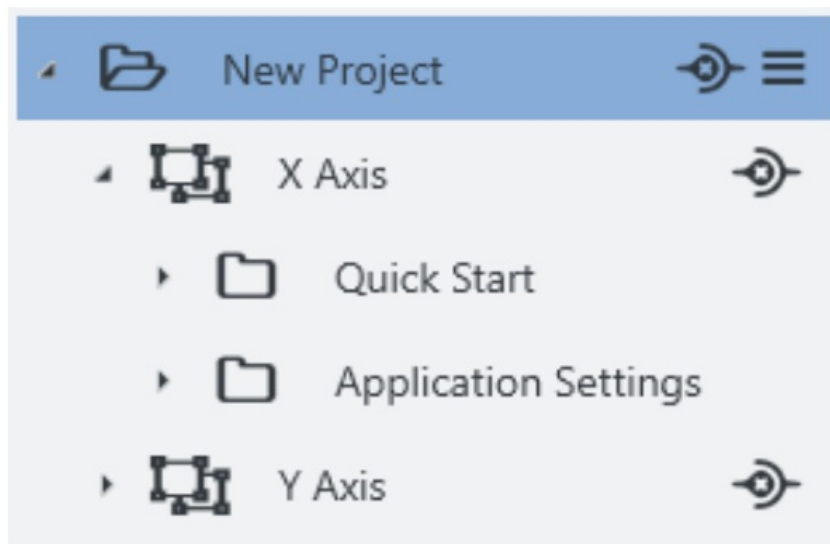 New Project
X Axis
Quick Start
Application Settings
Y Axis